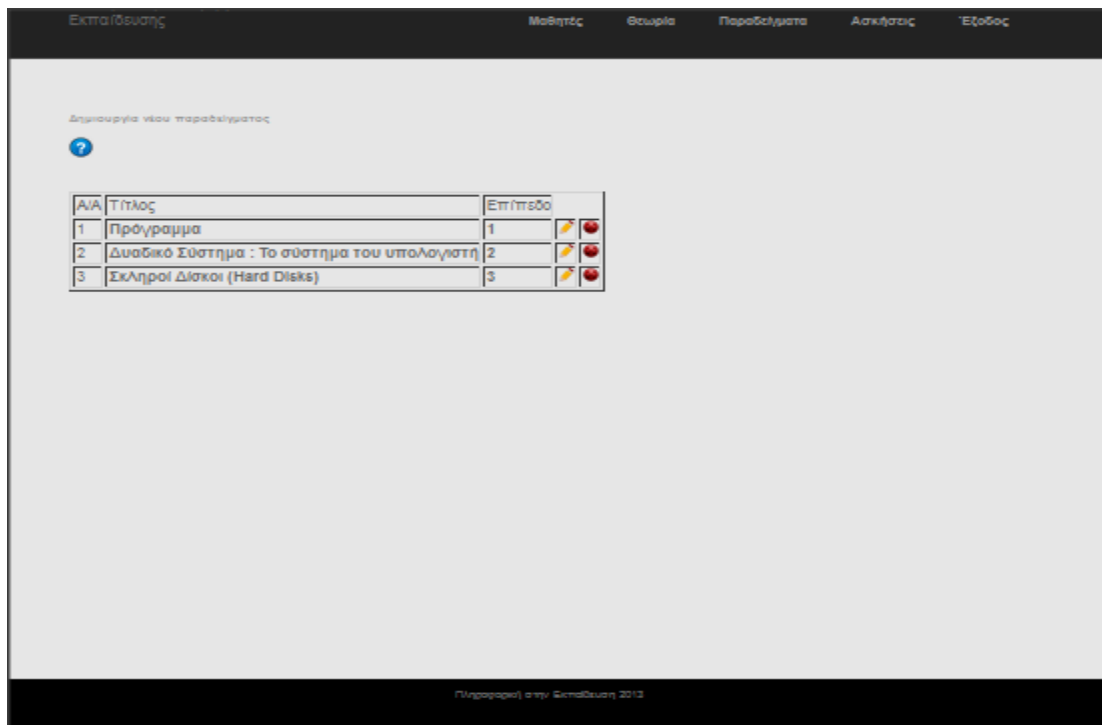 Εκπαίδευσης
Μαθητές Θεωρία Παραδείγματα Ασκήσεις Έξοδος
Δημιουργία νέου παραδείγματος
?
Α/Α Τίτλος Επίπεδο
1 Πρόγραμμα 1
2 Δυαδικό Σύστημα : Το σύστημα του υπολογιστή 2
3 Σκληροί Δίσκοι (Hard Disks) 3
Πληροφορική στην Εκπαίδευση 2013